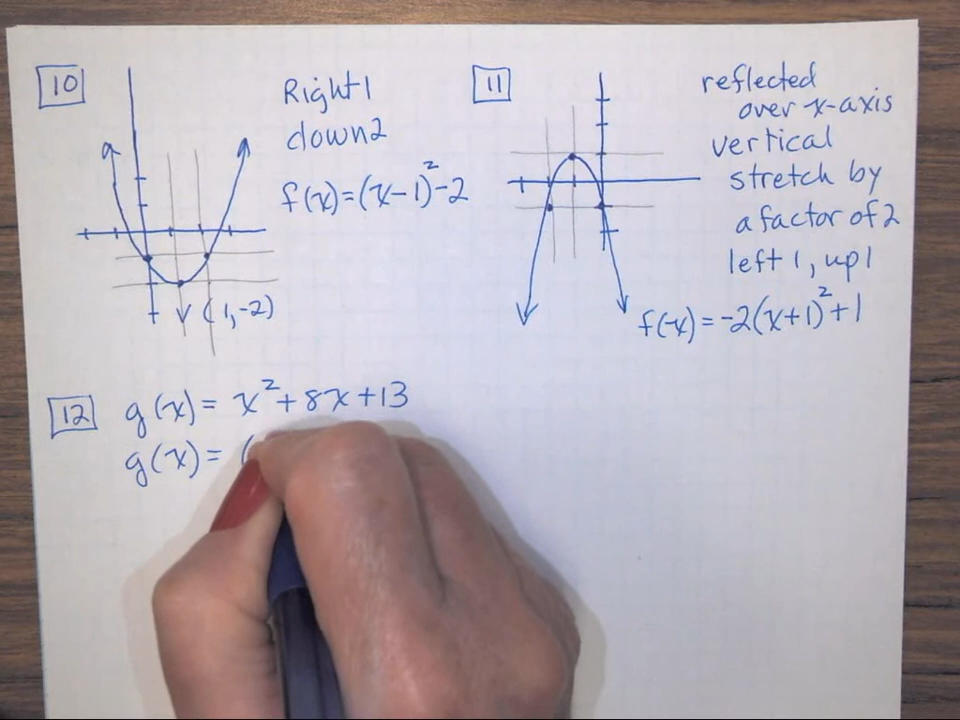 10
Right 1
down 2
f(x) = (x-1)² - 2
(1, -2)
11
reflected
over x-axis
vertical
stretch by
a factor of 2
left 1, up 1
f(x) = -2(x+1)² + 1
12
g(x) = x² + 8x + 13
g(x) = (